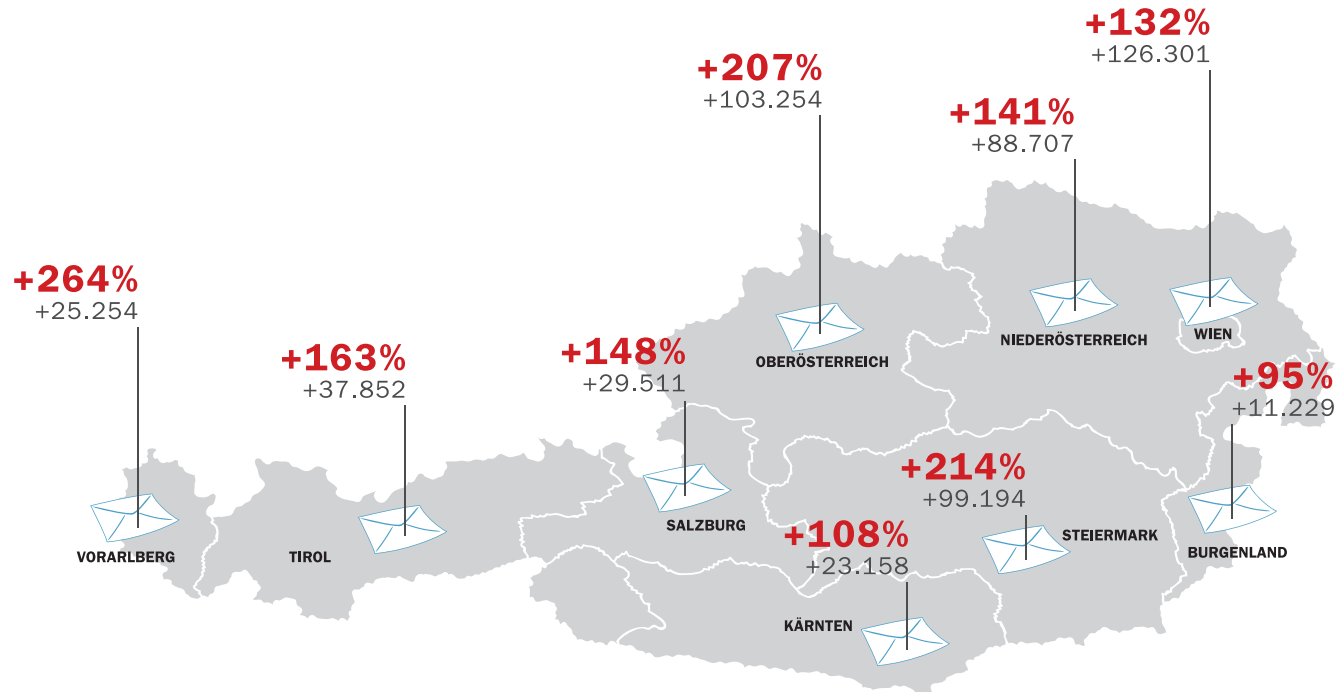 +132%
+126.301
+207%
+103.254
+141%
+88.707
+264%
+25.254
+163%
+37.852
+148%
+29.511
OBERÖSTERREICH
NIEDERÖSTERREICH
WIEN
+95%
+11.229
+214%
+99.194
+108%
+23.158
VORARLBERG
TIROL
SALZBURG
STEIERMARK
BURGENLAND
KÄRNTEN